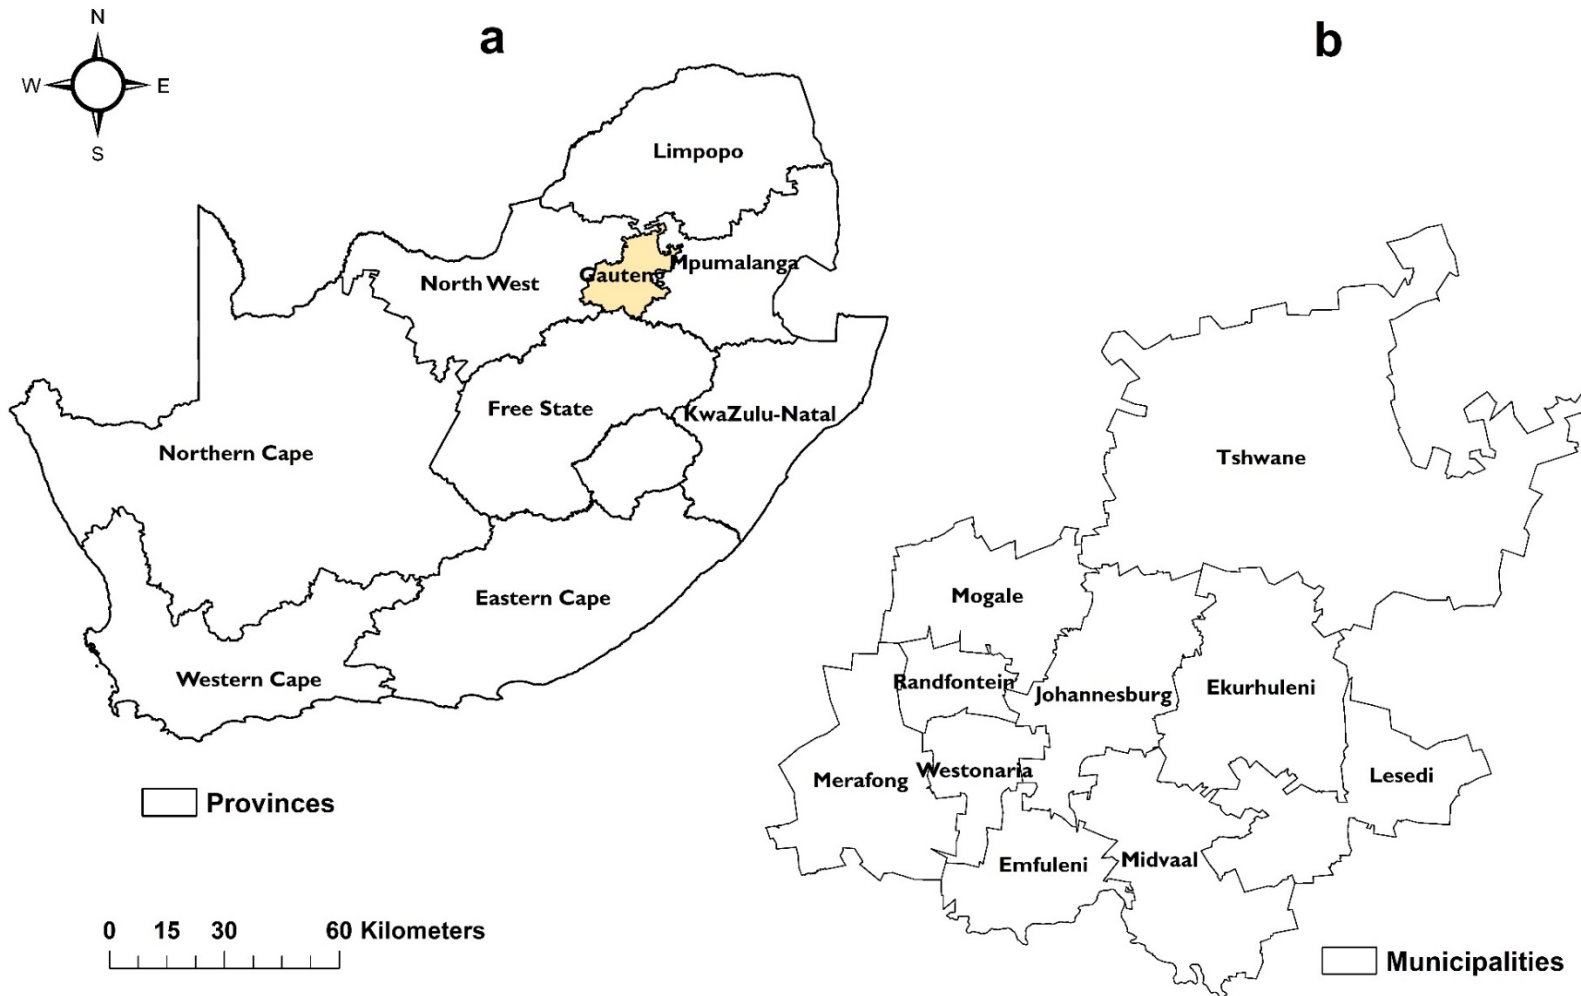 a
b
N
W
E
S
Limpopo
North West
Gauteng
Mpumalanga
Free State
KwaZulu-Natal
Northern Cape
Eastern Cape
Western Cape
Provinces
0 15 30 60 Kilometers
Tshwane
Mogale
Randfontein
Johannesburg
Ekurhuleni
Merafong
Westonaria
Lesedi
Emfuleni
Midvaal
Municipalities